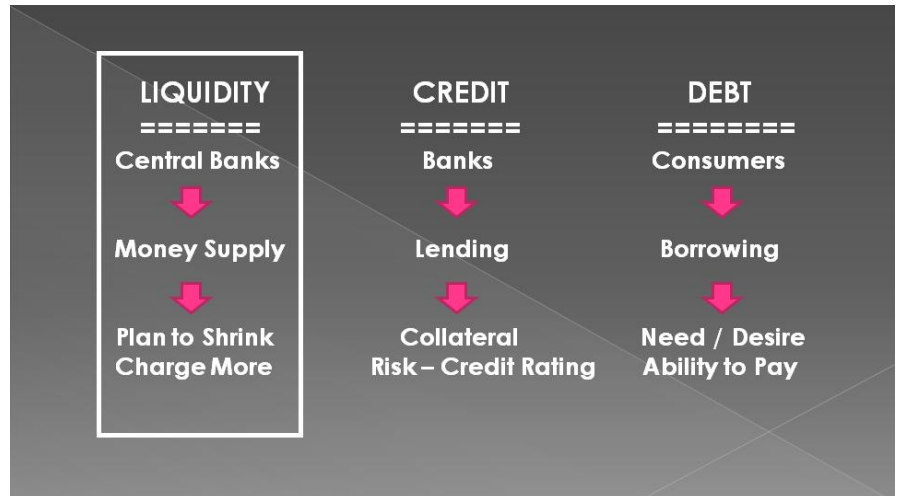 LIQUIDITY
=======
Central Banks
Money Supply
Plan to Shrink
Charge More
CREDIT
=======
Banks
Lending
Collateral
Risk – Credit Rating
DEBT
========
Consumers
Borrowing
Need / Desire
Ability to Pay